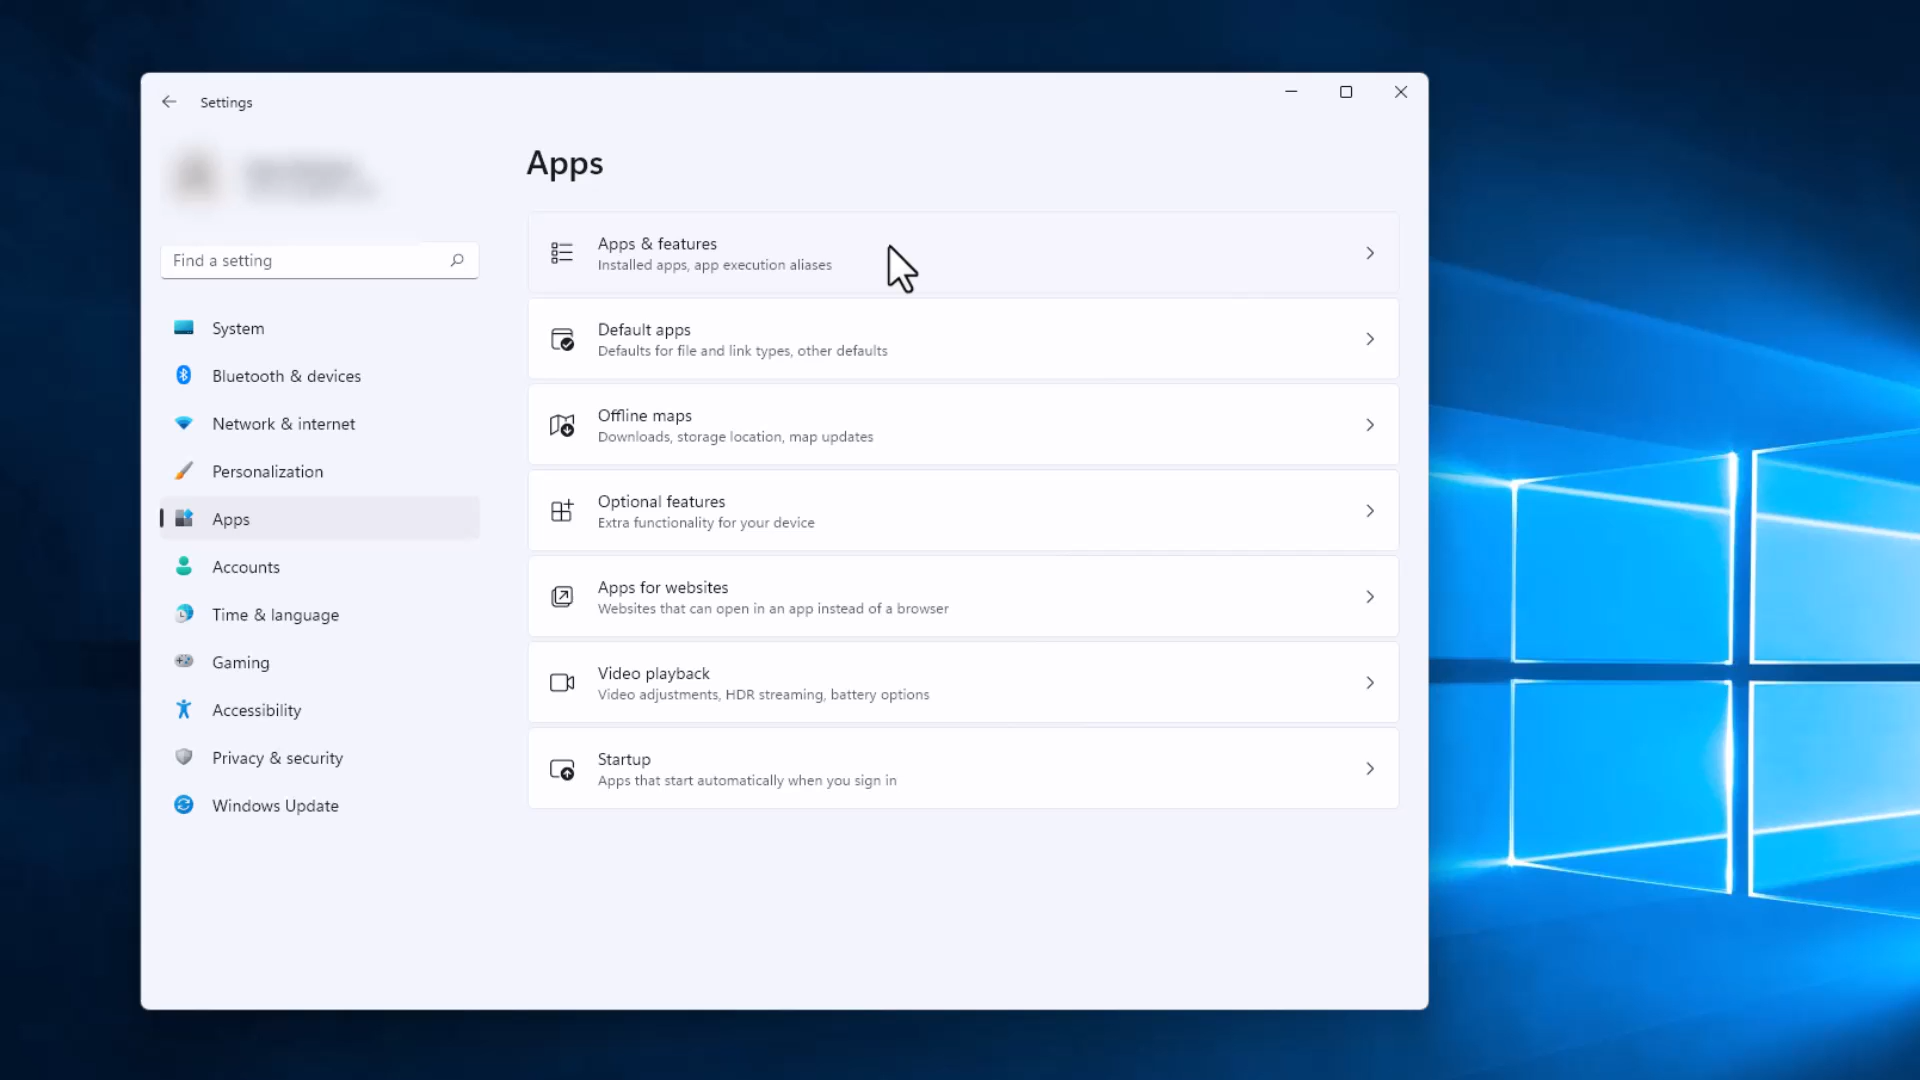 Settings
Apps
Find a setting
System
Bluetooth & devices
Network & internet
Personalization
Apps
Accounts
Time & language
Gaming
Accessibility
Privacy & security
Windows Update
Apps & features
Installed apps, app execution aliases
Default apps
Defaults for file and link types, other defaults
Offline maps
Downloads, storage location, map updates
Optional features
Extra functionality for your device
Apps for websites
Websites that can open in an app instead of a browser
Video playback
Video adjustments, HDR streaming, battery options
Startup
Apps that start automatically when you sign in